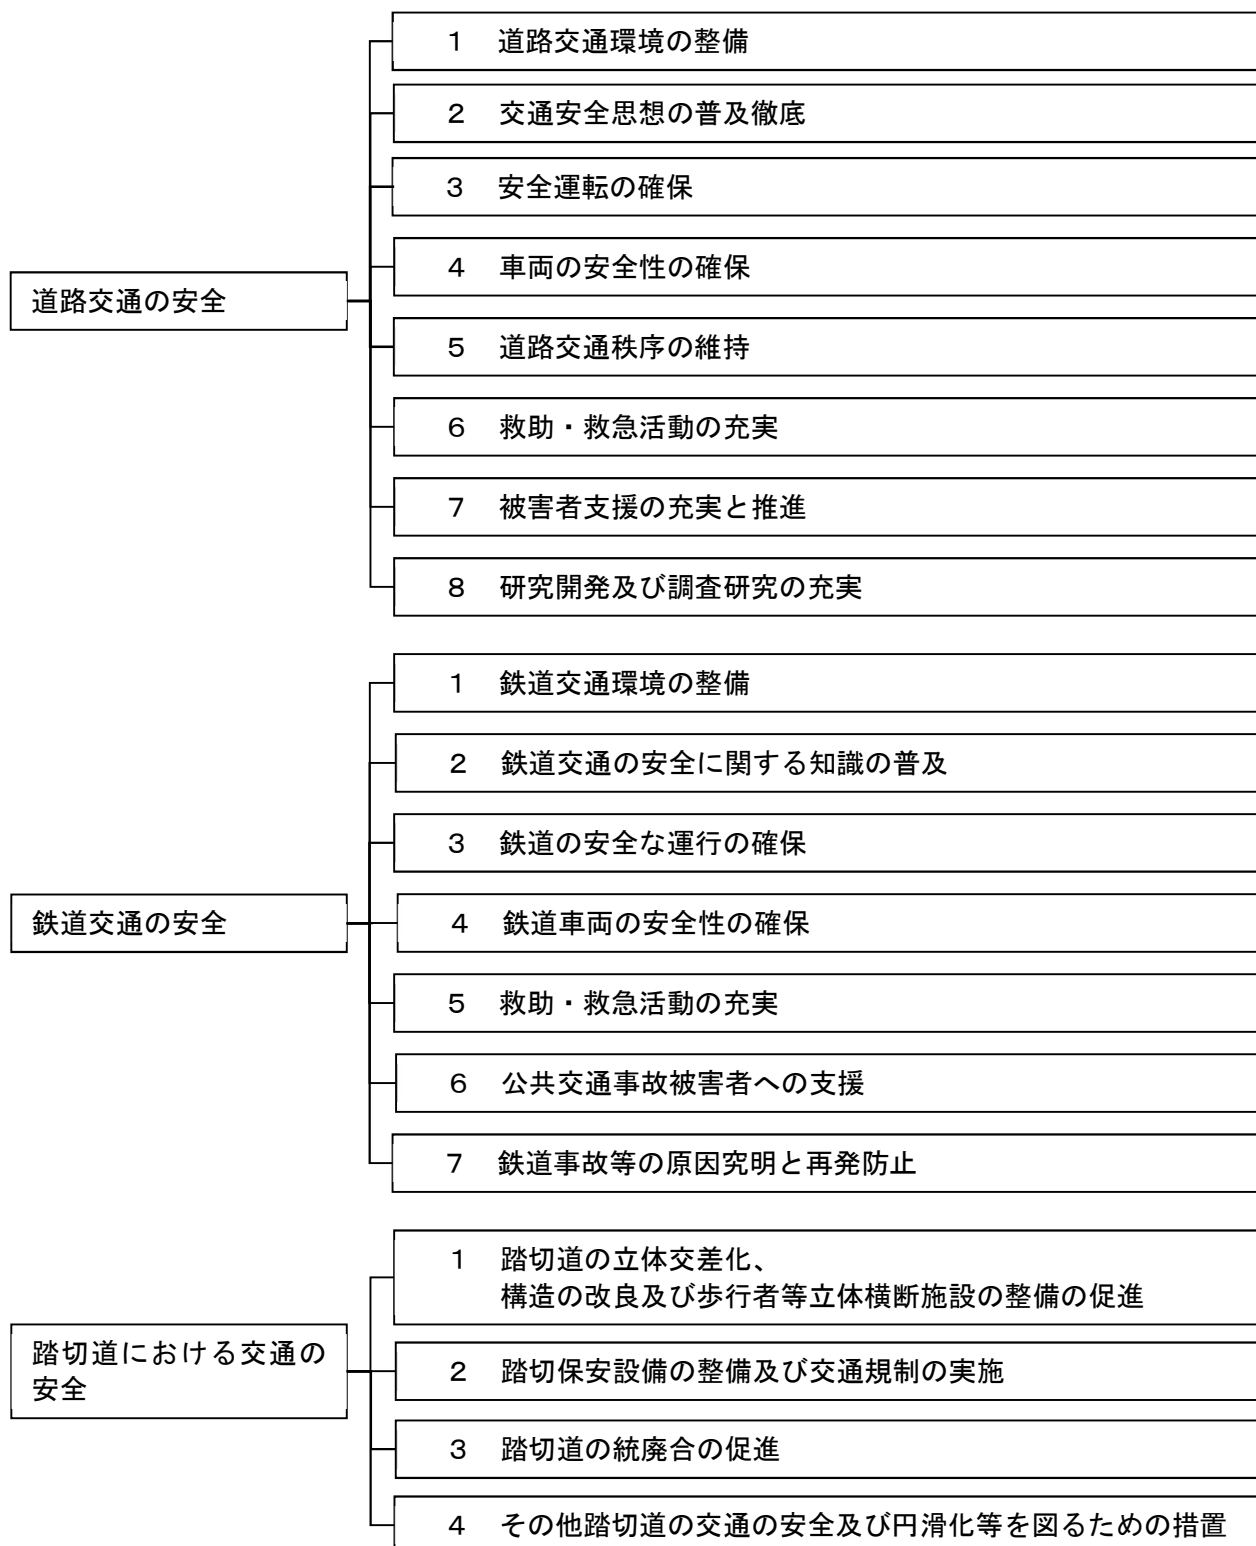 道路交通の安全
1 道路交通環境の整備
2 交通安全思想の普及徹底
3 安全運転の確保
4 車両の安全性の確保
5 道路交通秩序の維持
6 救助・救急活動の充実
7 被害者支援の充実と推進
8 研究開発及び調査研究の充実
鉄道交通の安全
1 鉄道交通環境の整備
2 鉄道交通の安全に関する知識の普及
3 鉄道の安全な運行の確保
4 鉄道車両の安全性の確保
5 救助・救急活動の充実
6 公共交通事故被害者への支援
7 鉄道事故等の原因究明と再発防止
踏切道における交通の
安全
1 踏切道の立体交差化、
構造の改良及び歩行者等立体横断施設の整備の促進
2 踏切保安設備の整備及び交通規制の実施
3 踏切道の統廃合の促進
4 その他踏切道の交通の安全及び円滑化等を図るための措置